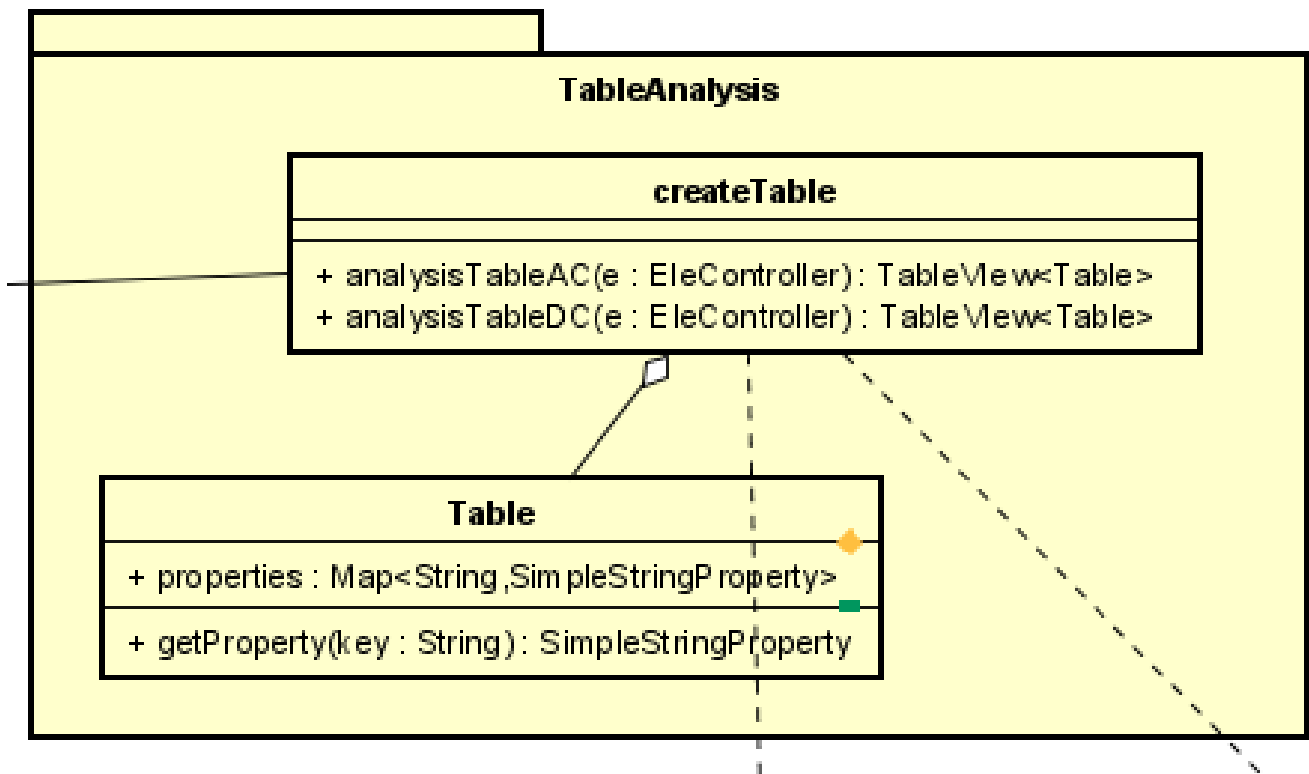 TableAnalysis
createTable
+ analysisTableAC(e : EleController) : TableView<Table>
+ analysisTableDC(e : EleController) : TableView<Table>
Table
+ properties : Map<String,SimpleStringProperty>
+ getProperty(key : String) : SimpleStringProperty